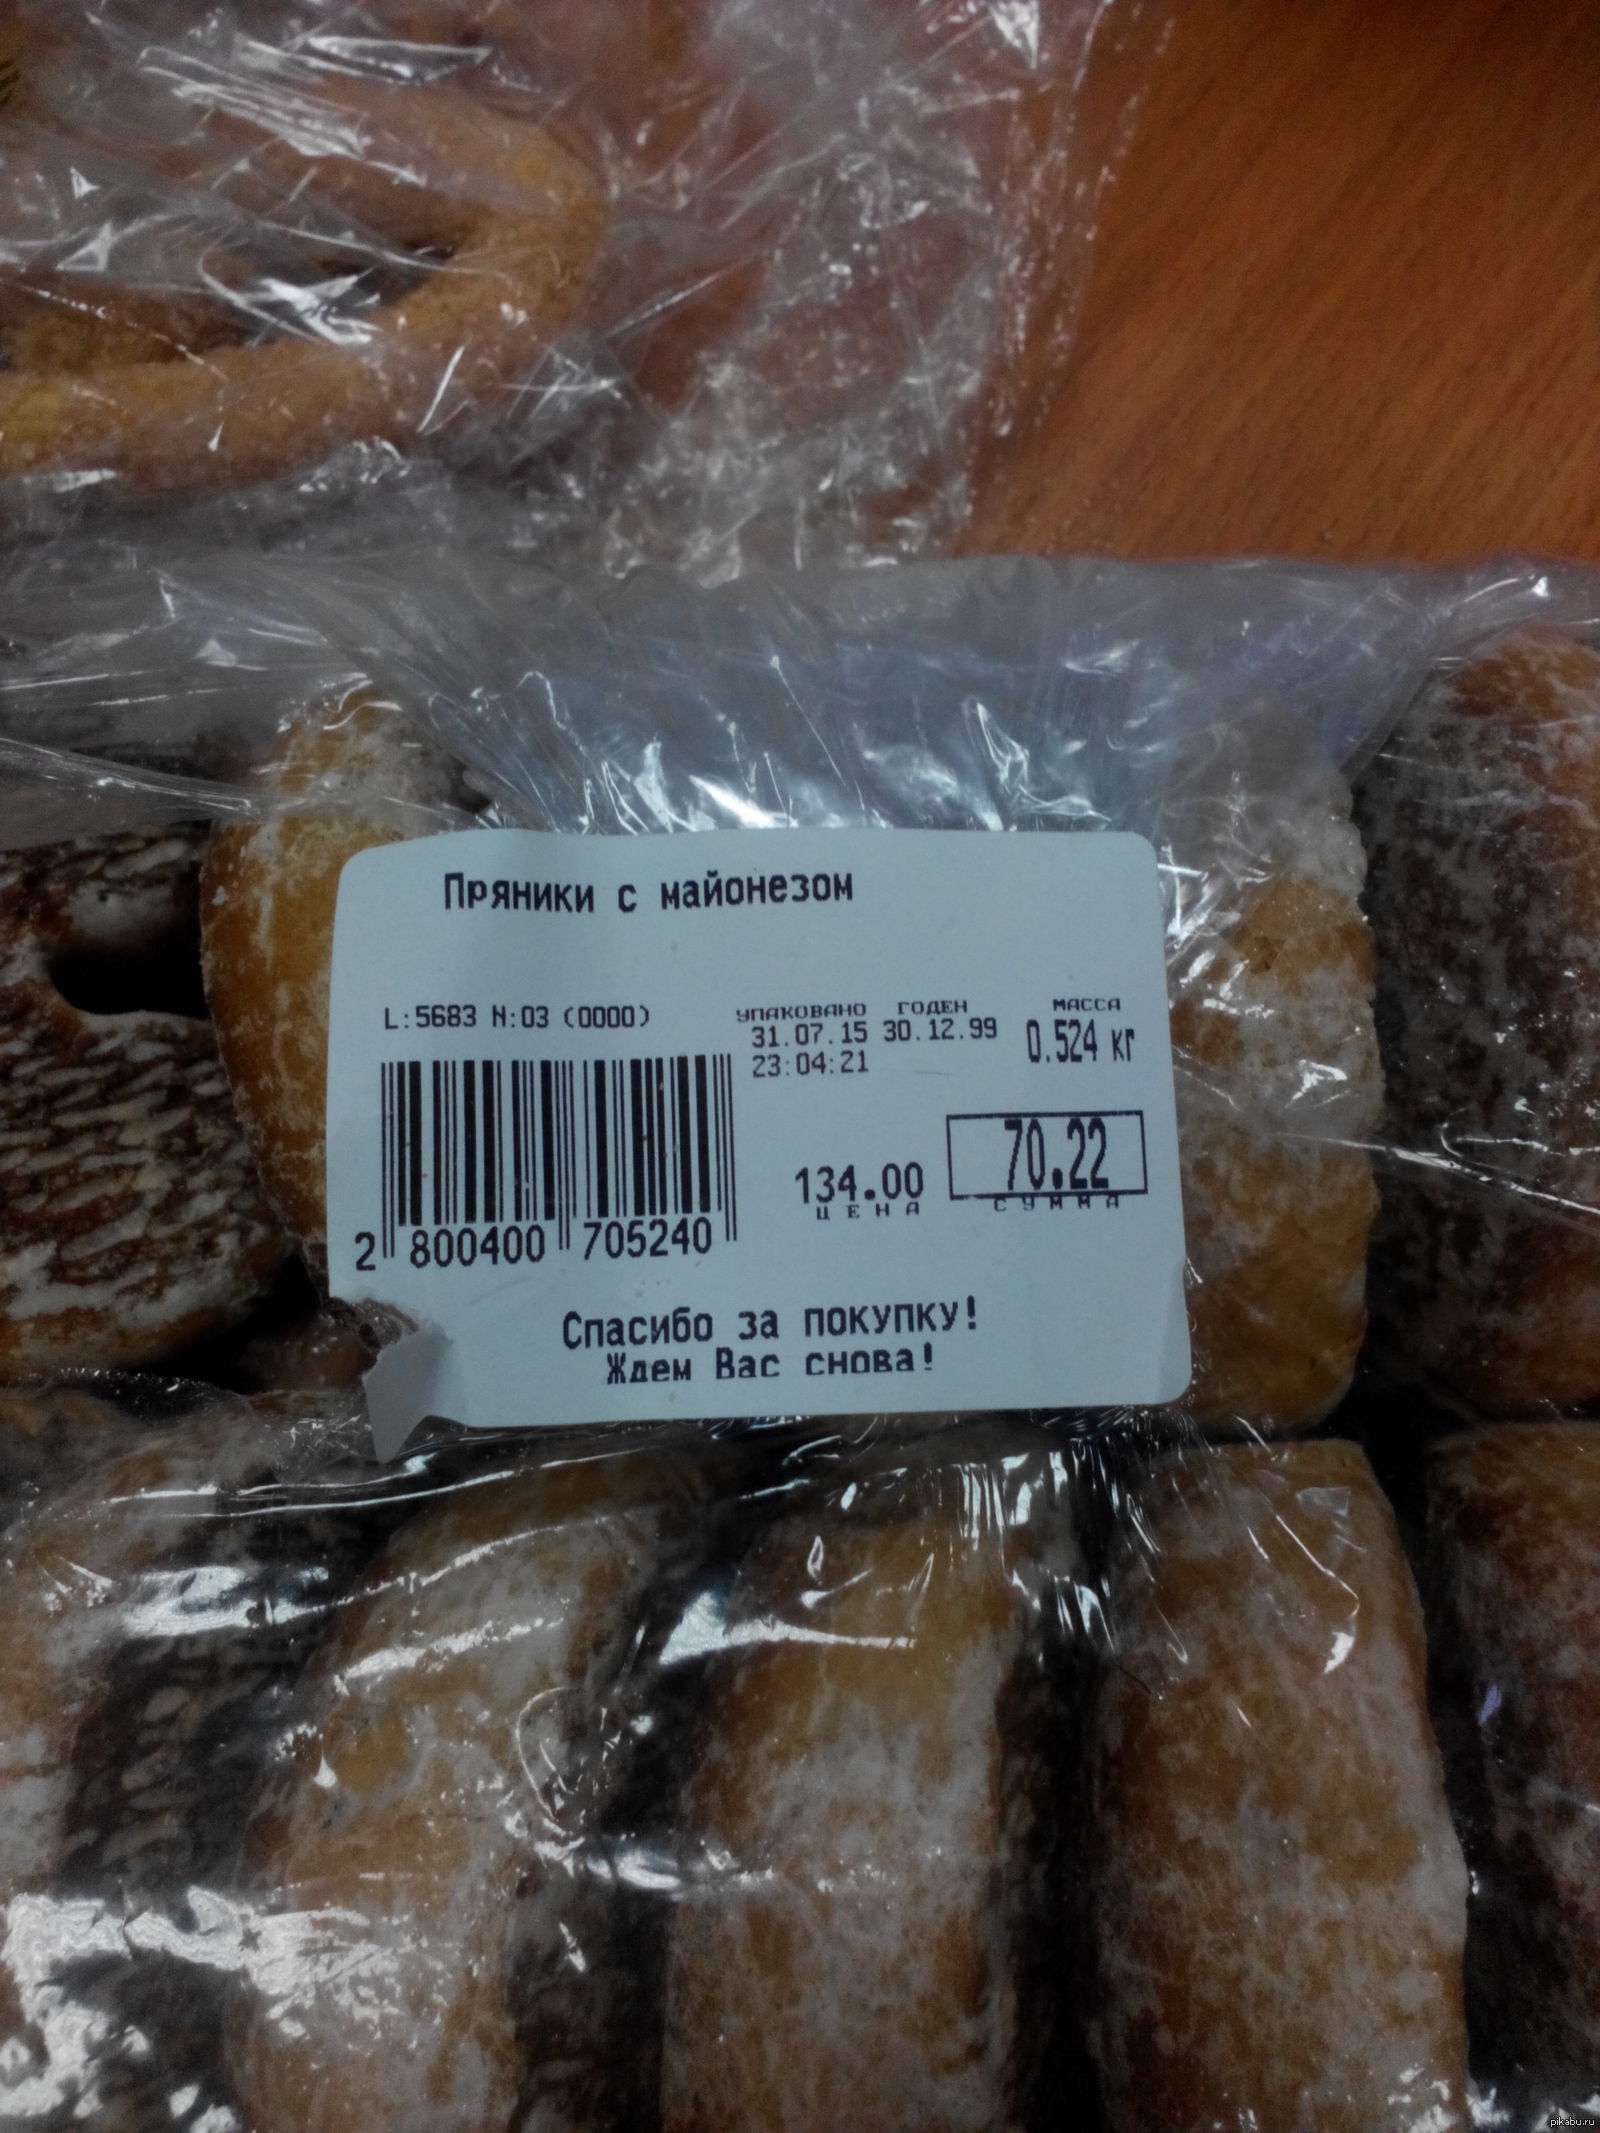 Пряники с майонезом
L:5683 N:03 (0000)
УПАКОВАНО ГОДЕН МАССА
31.07.15 30.12.99 0.524 кг
23:04:21
134.00 70.22
ЦЕНА СУММА
2 800400 705240
Спасибо за покупку!
Ждем Вас снова!
pikabu.ru